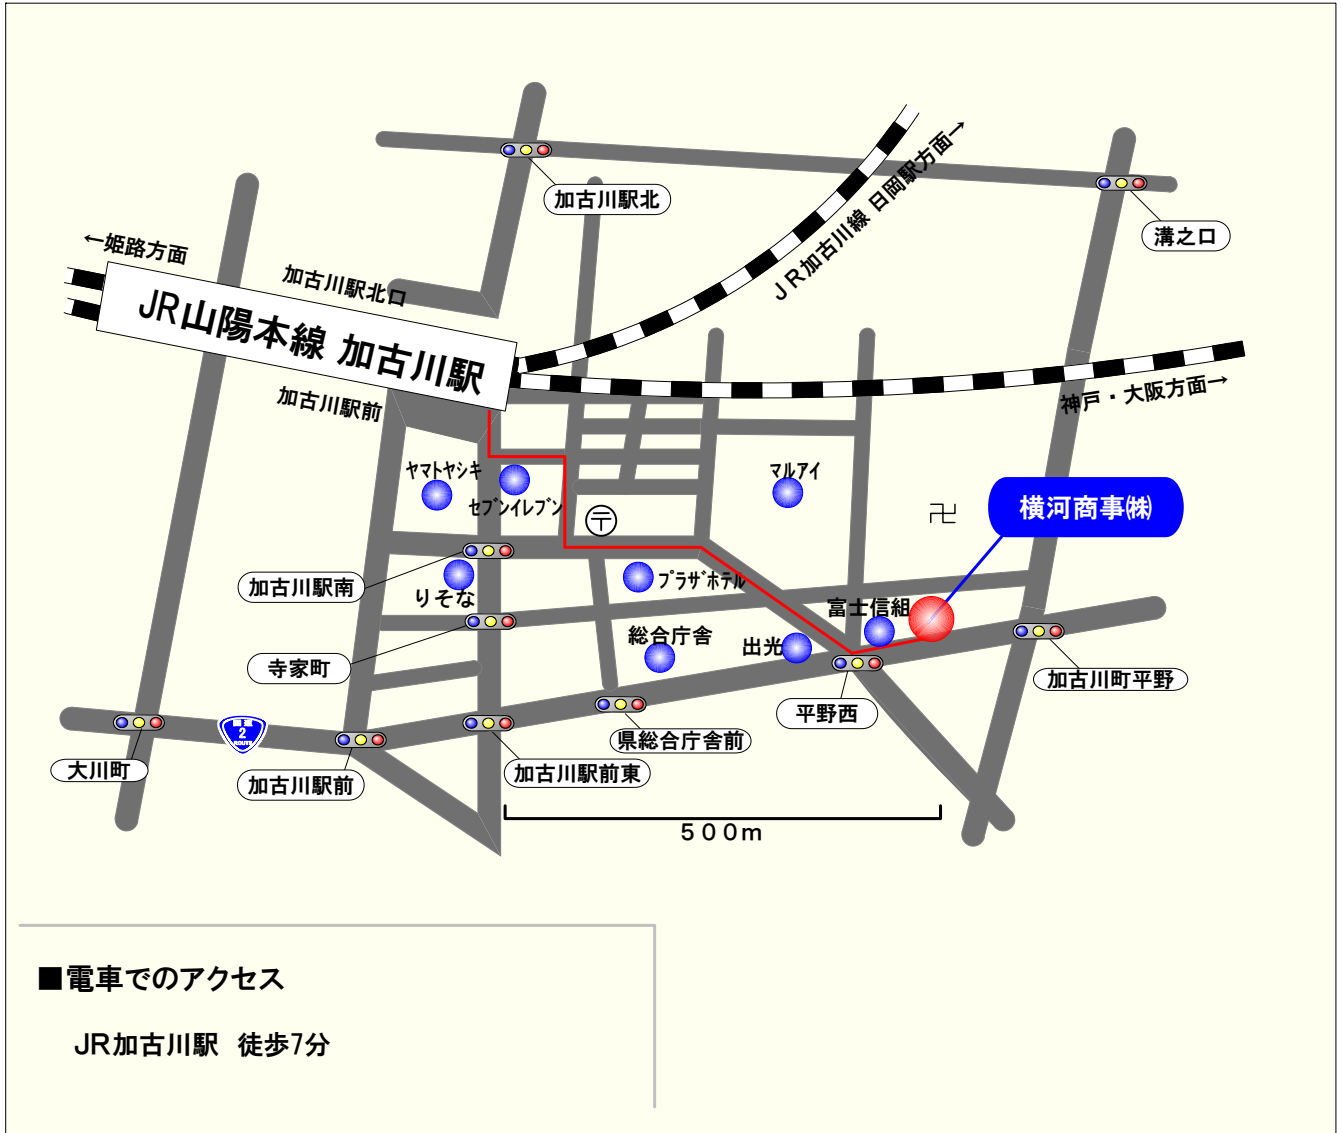 加古川駅北
JR加古川線 日岡駅方面→
溝之口
←姫路方面
加古川駅北口
JR山陽本線 加古川駅
神戸・大阪方面→
加古川駅前
ヤマトヤシキ
セブンイレブン
マルアイ
〒
卍
横河商事㈱
加古川駅南
りそな
プラザホテル
富士信組
総合庁舎
出光
寺家町
加古川町平野
平野西
国道
2
ROUTE
県総合庁舎前
大川町
加古川駅前
加古川駅前東
500m
■電車でのアクセス
JR加古川駅 徒歩7分